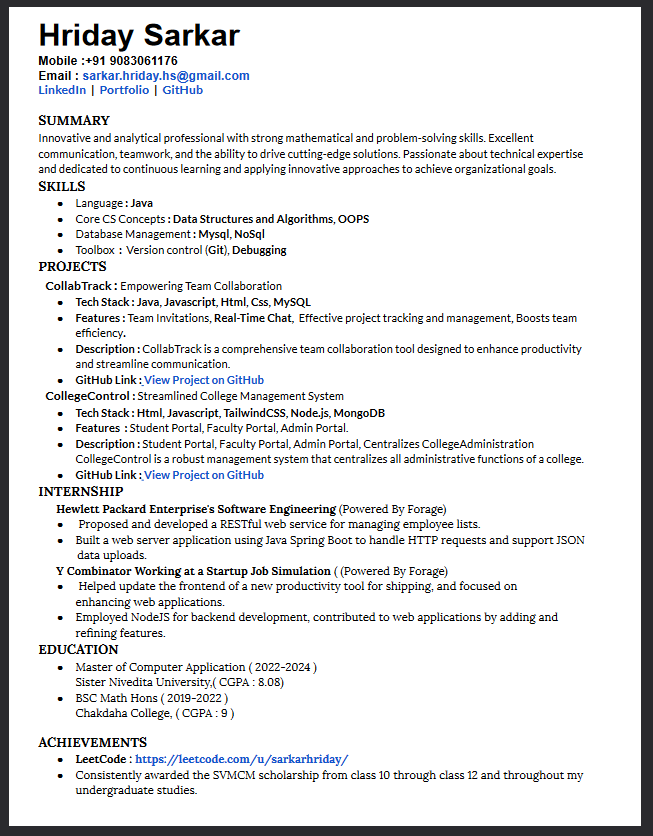 Hriday Sarkar
Mobile :+91 9083061176
Email : sarkar.hriday.hs@gmail.com
LinkedIn | Portfolio | GitHub
SUMMARY
Innovative and analytical professional with strong mathematical and problem-solving skills. Excellent
communication, teamwork, and the ability to drive cutting-edge solutions. Passionate about technical expertise
and dedicated to continuous learning and applying innovative approaches to achieve organizational goals.
SKILLS
• Language : Java
• Core CS Concepts : Data Structures and Algorithms, OOPS
• Database Management : Mysql, NoSql
• Toolbox : Version control (Git), Debugging
PROJECTS
CollabTrack : Empowering Team Collaboration
• Tech Stack : Java, Javascript, Html, Css, MySQL
• Features : Team Invitations, Real-Time Chat, Effective project tracking and management, Boosts team
efficiency.
• Description : CollabTrack is a comprehensive team collaboration tool designed to enhance productivity
and streamline communication.
• GitHub Link : View Project on GitHub
CollegeControl : Streamlined College Management System
• Tech Stack : Html, Javascript, TailwindCSS, Node.js, MongoDB
• Features : Student Portal, Faculty Portal, Admin Portal.
• Description : Student Portal, Faculty Portal, Admin Portal, Centralizes CollegeAdministration
CollegeControl is a robust management system that centralizes all administrative functions of a college.
• GitHub Link : View Project on GitHub
INTERNSHIP
Hewlett Packard Enterprise's Software Engineering (Powered By Forage)
• Proposed and developed a RESTful web service for managing employee lists.
• Built a web server application using Java Spring Boot to handle HTTP requests and support JSON
data uploads.
Y Combinator Working at a Startup Job Simulation ( (Powered By Forage)
• Helped update the frontend of a new productivity tool for shipping, and focused on
enhancing web applications.
• Employed NodeJS for backend development, contributed to web applications by adding and
refining features.
EDUCATION
• Master of Computer Application ( 2022-2024 )
Sister Nivedita University,( CGPA : 8.08)
• BSC Math Hons ( 2019-2022 )
Chakdaha College, ( CGPA : 9 )
ACHIEVEMENTS
• LeetCode : https://leetcode.com/u/sarkarhriday/
• Consistently awarded the SVMCM scholarship from class 10 through class 12 and throughout my
undergraduate studies.